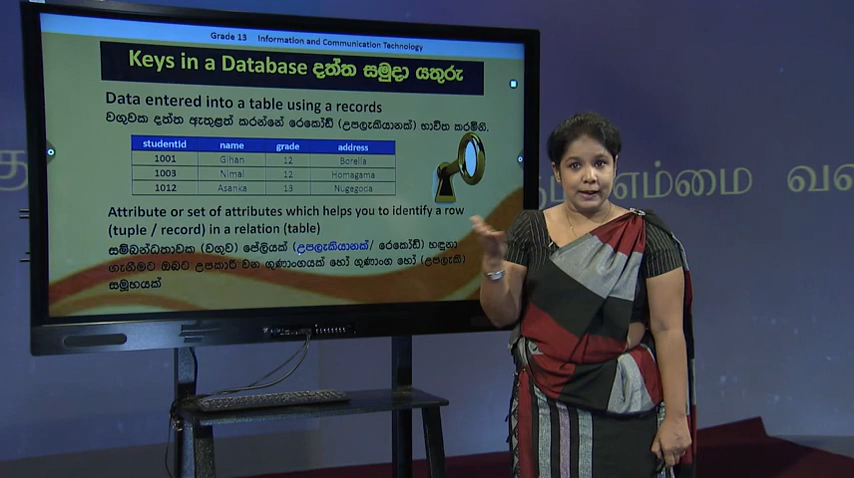 Grade 13 Information and Communication Technology
Keys in a Database දත්ත සමුදා යතුරු
Data entered into a table using a records
වගුවක දත්ත ඇතුළත් කරන්නේ රෙකෝඩ් (උපලැකියානක්) භාවිත කරමිනි.
studentId name grade address
1001 Gihan 12 Borella
1003 Nimal 12 Homagama
1012 Asanka 13 Nugegoda
Attribute or set of attributes which helps you to identify a row
(tuple / record) in a relation (table)
සම්බන්ධතාවක (වගුව) පේළියක් (උපලැකියානක්/ රෙකෝඩ්) හඳුනා
ගැනීමට ඔබට උපකාරී වන ගුණාංගයක් හෝ ගුණාංග හෝ (උපලැකි)
සමූහයක්
எம்மை